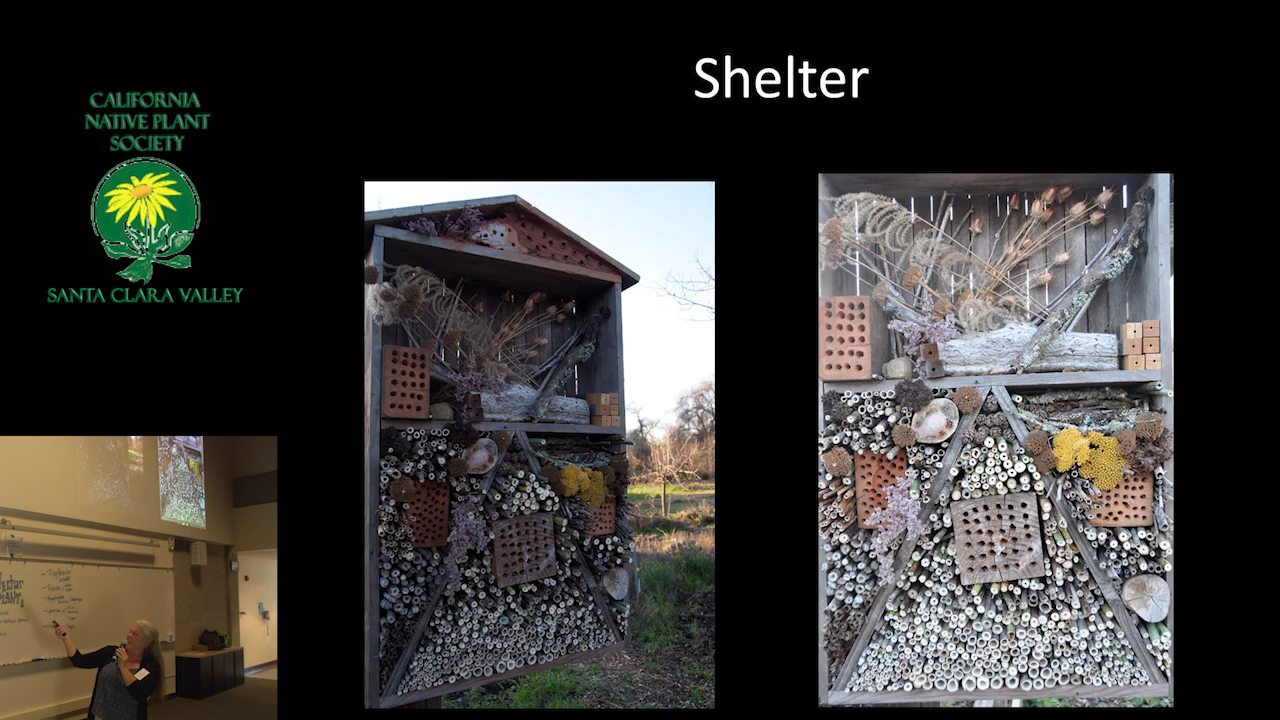 Shelter
CALIFORNIA
NATIVE PLANT
SOCIETY
SANTA CLARA VALLEY